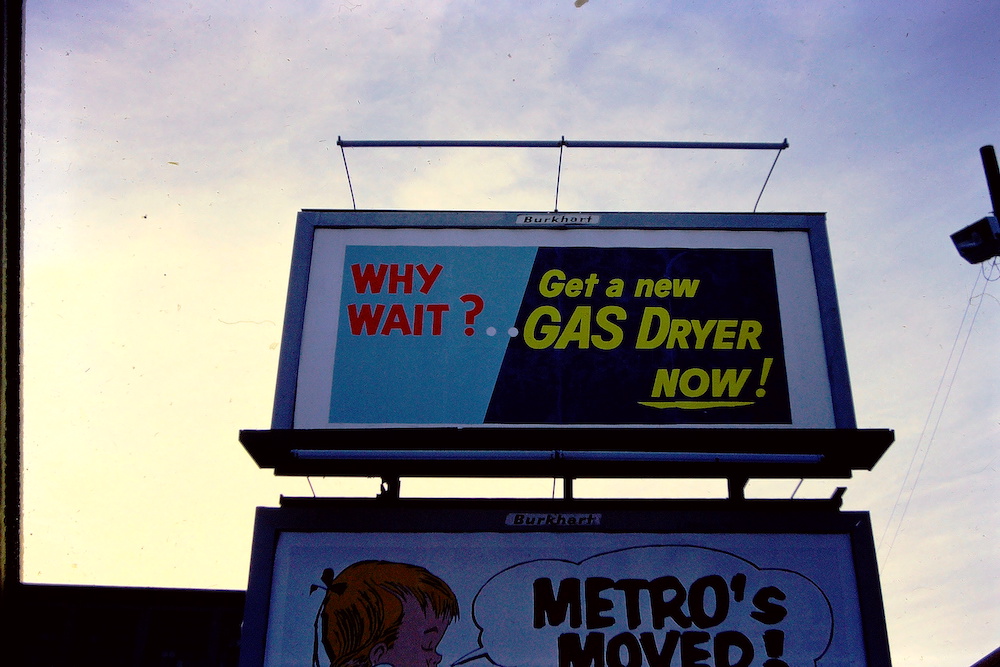 Burkhart
WHY
WAIT?..
Get a new
GAS DRYER
NOW!
Burkhart
METRO's
MOVED!